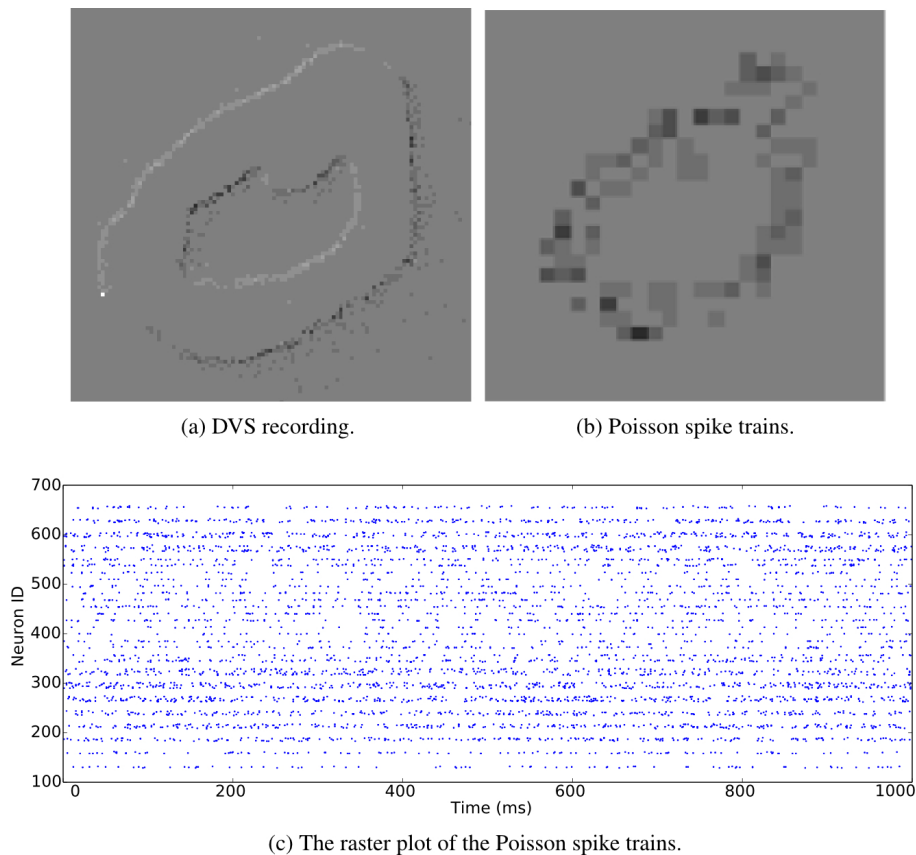 (a) DVS recording.
(b) Poisson spike trains.
700
600
500
400
300
200
100
Neuron ID
0 200 400 600 800 1000
Time (ms)
(c) The raster plot of the Poisson spike trains.